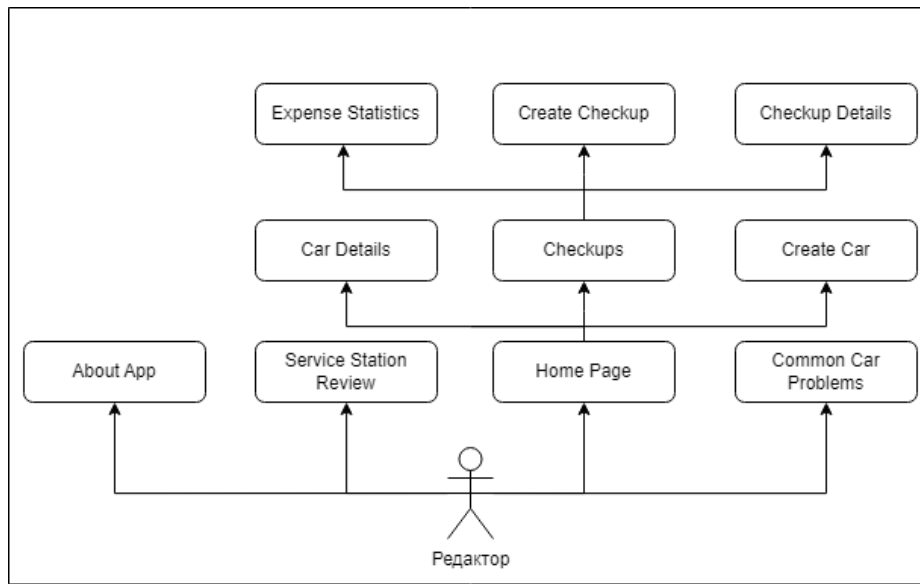 Expense Statistics
Create Checkup
Checkup Details
Car Details
Checkups
Create Car
About App
Service Station
Review
Home Page
Common Car
Problems
Редактор